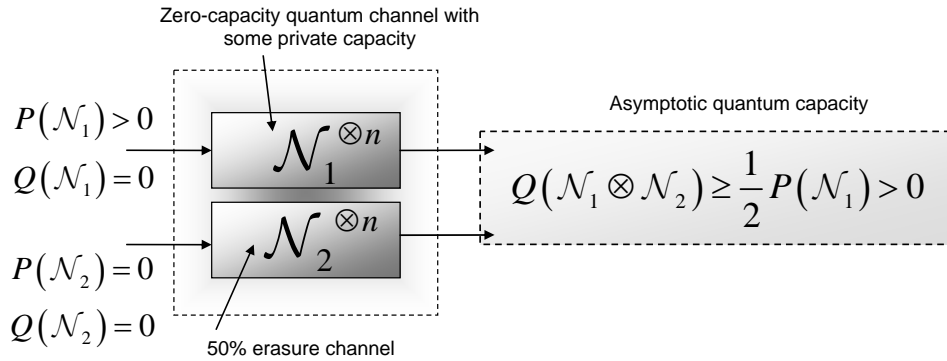 Zero-capacity quantum channel with
some private capacity
P(𝒩₁) > 0
Q(𝒩₁) = 0
𝒩₁^⊗n
𝒩₂^⊗n
P(𝒩₂) = 0
Q(𝒩₂) = 0
50% erasure channel
Asymptotic quantum capacity
Q(𝒩₁ ⊗ 𝒩₂) ≥ 1/2 P(𝒩₁) > 0